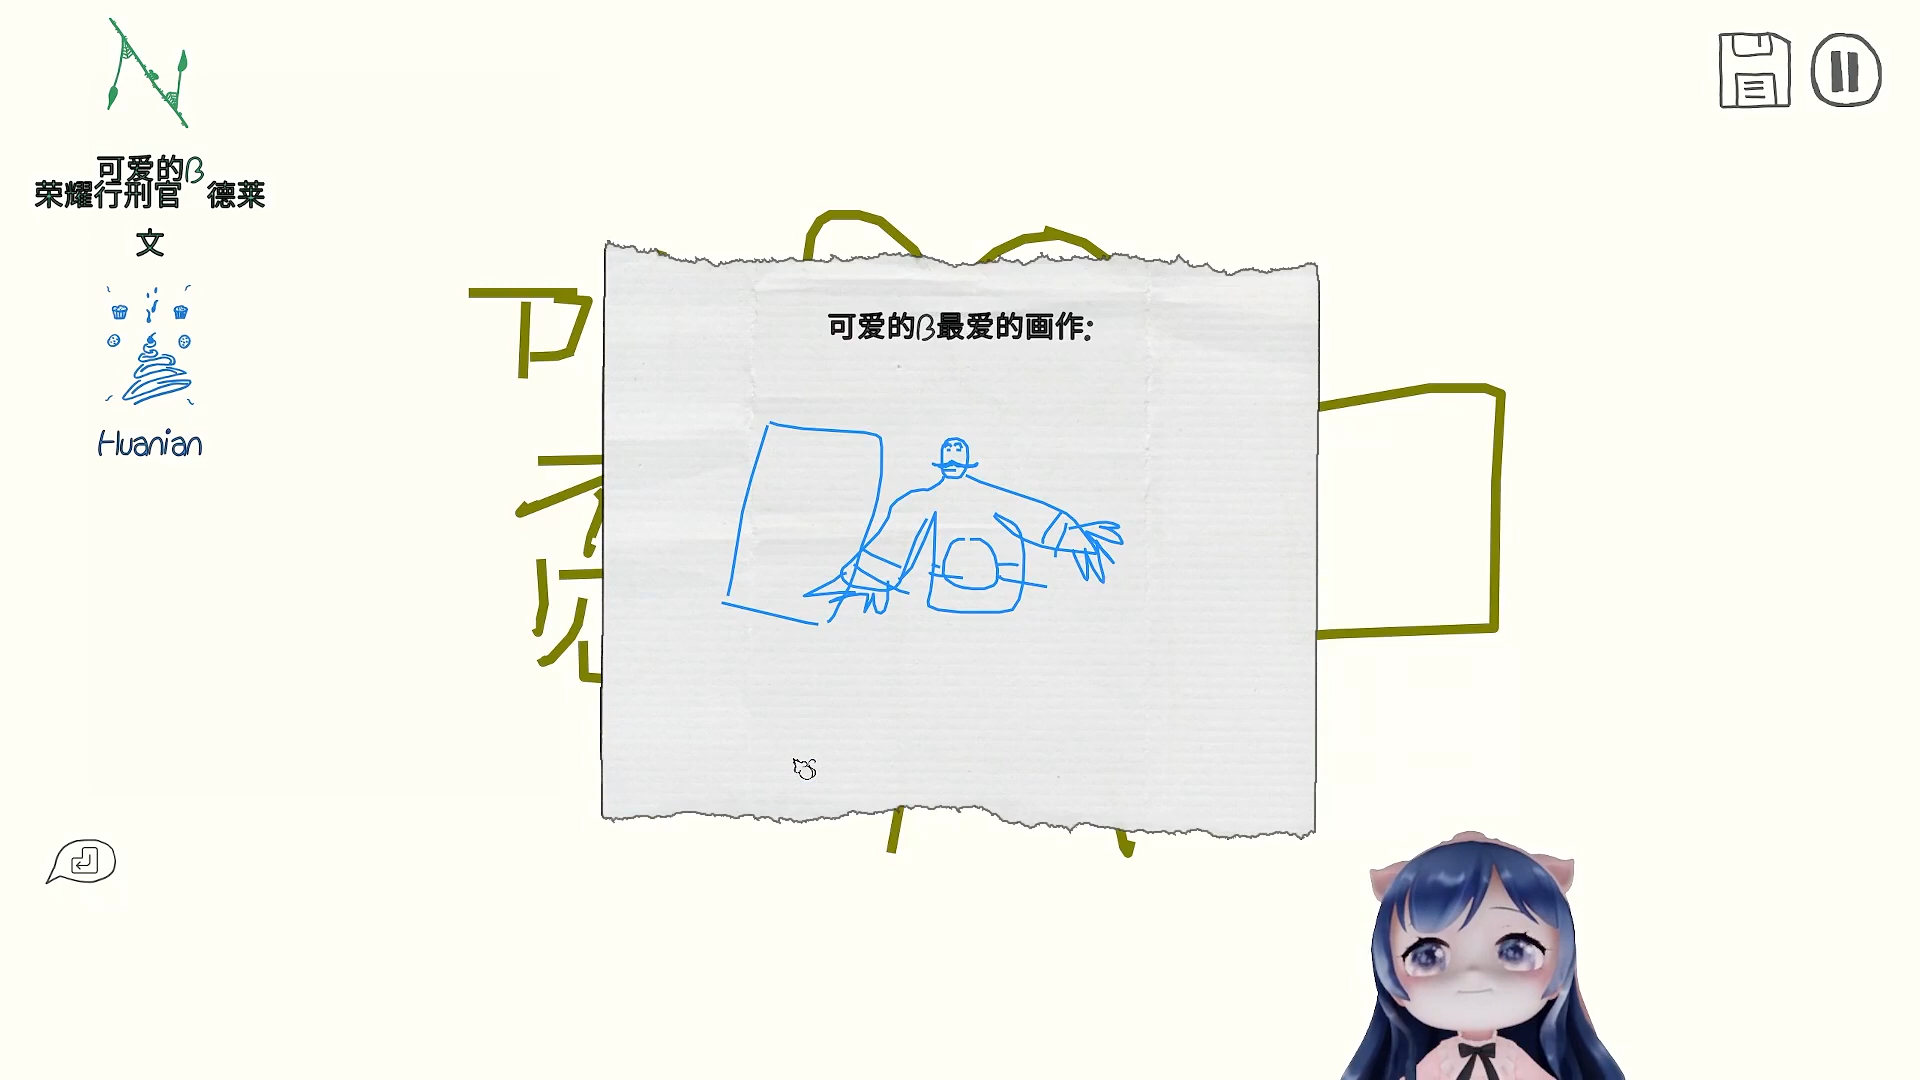 可爱的β
荣耀行刑官 德莱
文
Huanian
可爱的β最爱的画作: